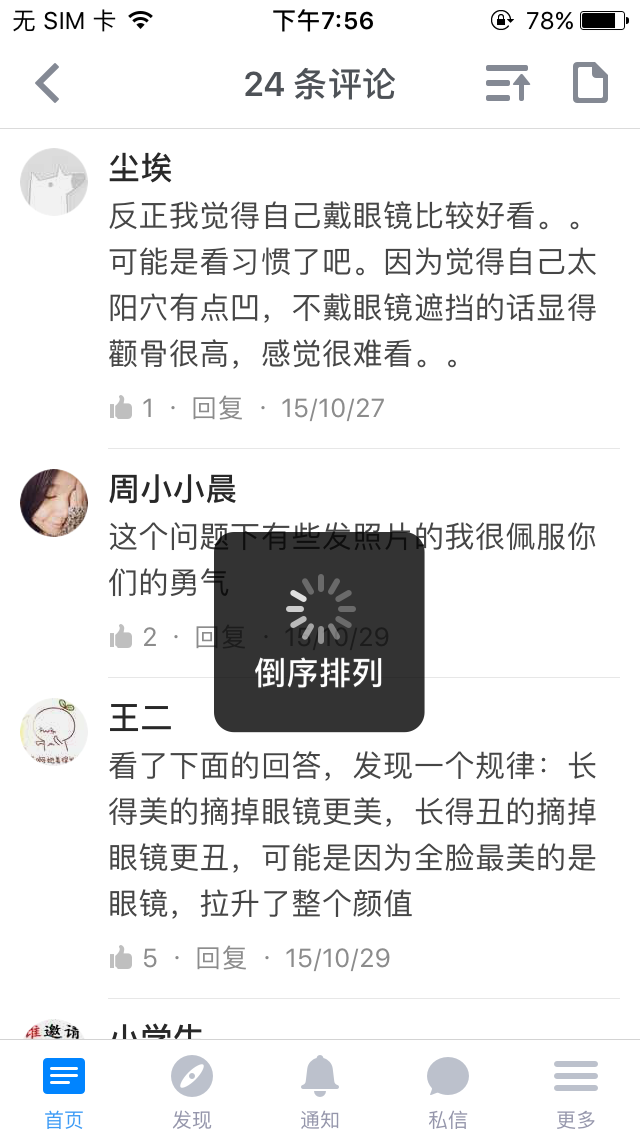 无 SIM 卡 下午7:56 78%
24 条评论
尘埃
反正我觉得自己戴眼镜比较好看。。
可能是看习惯了吧。因为觉得自己太
阳穴有点凹，不戴眼镜遮挡的话显得
颧骨很高，感觉很难看。。
1 · 回复 · 15/10/27
周小小晨
这个问题下有些发照片的我很佩服你
们的勇气
2 · 回复 · 15/10/29
倒序排列
王二
看了下面的回答，发现一个规律：长
得美的摘掉眼镜更美，长得丑的摘掉
眼镜更丑，可能是因为全脸最美的是
眼镜，拉升了整个颜值
5 · 回复 · 15/10/29
邀请
小学生
首页 发现 通知 私信 更多